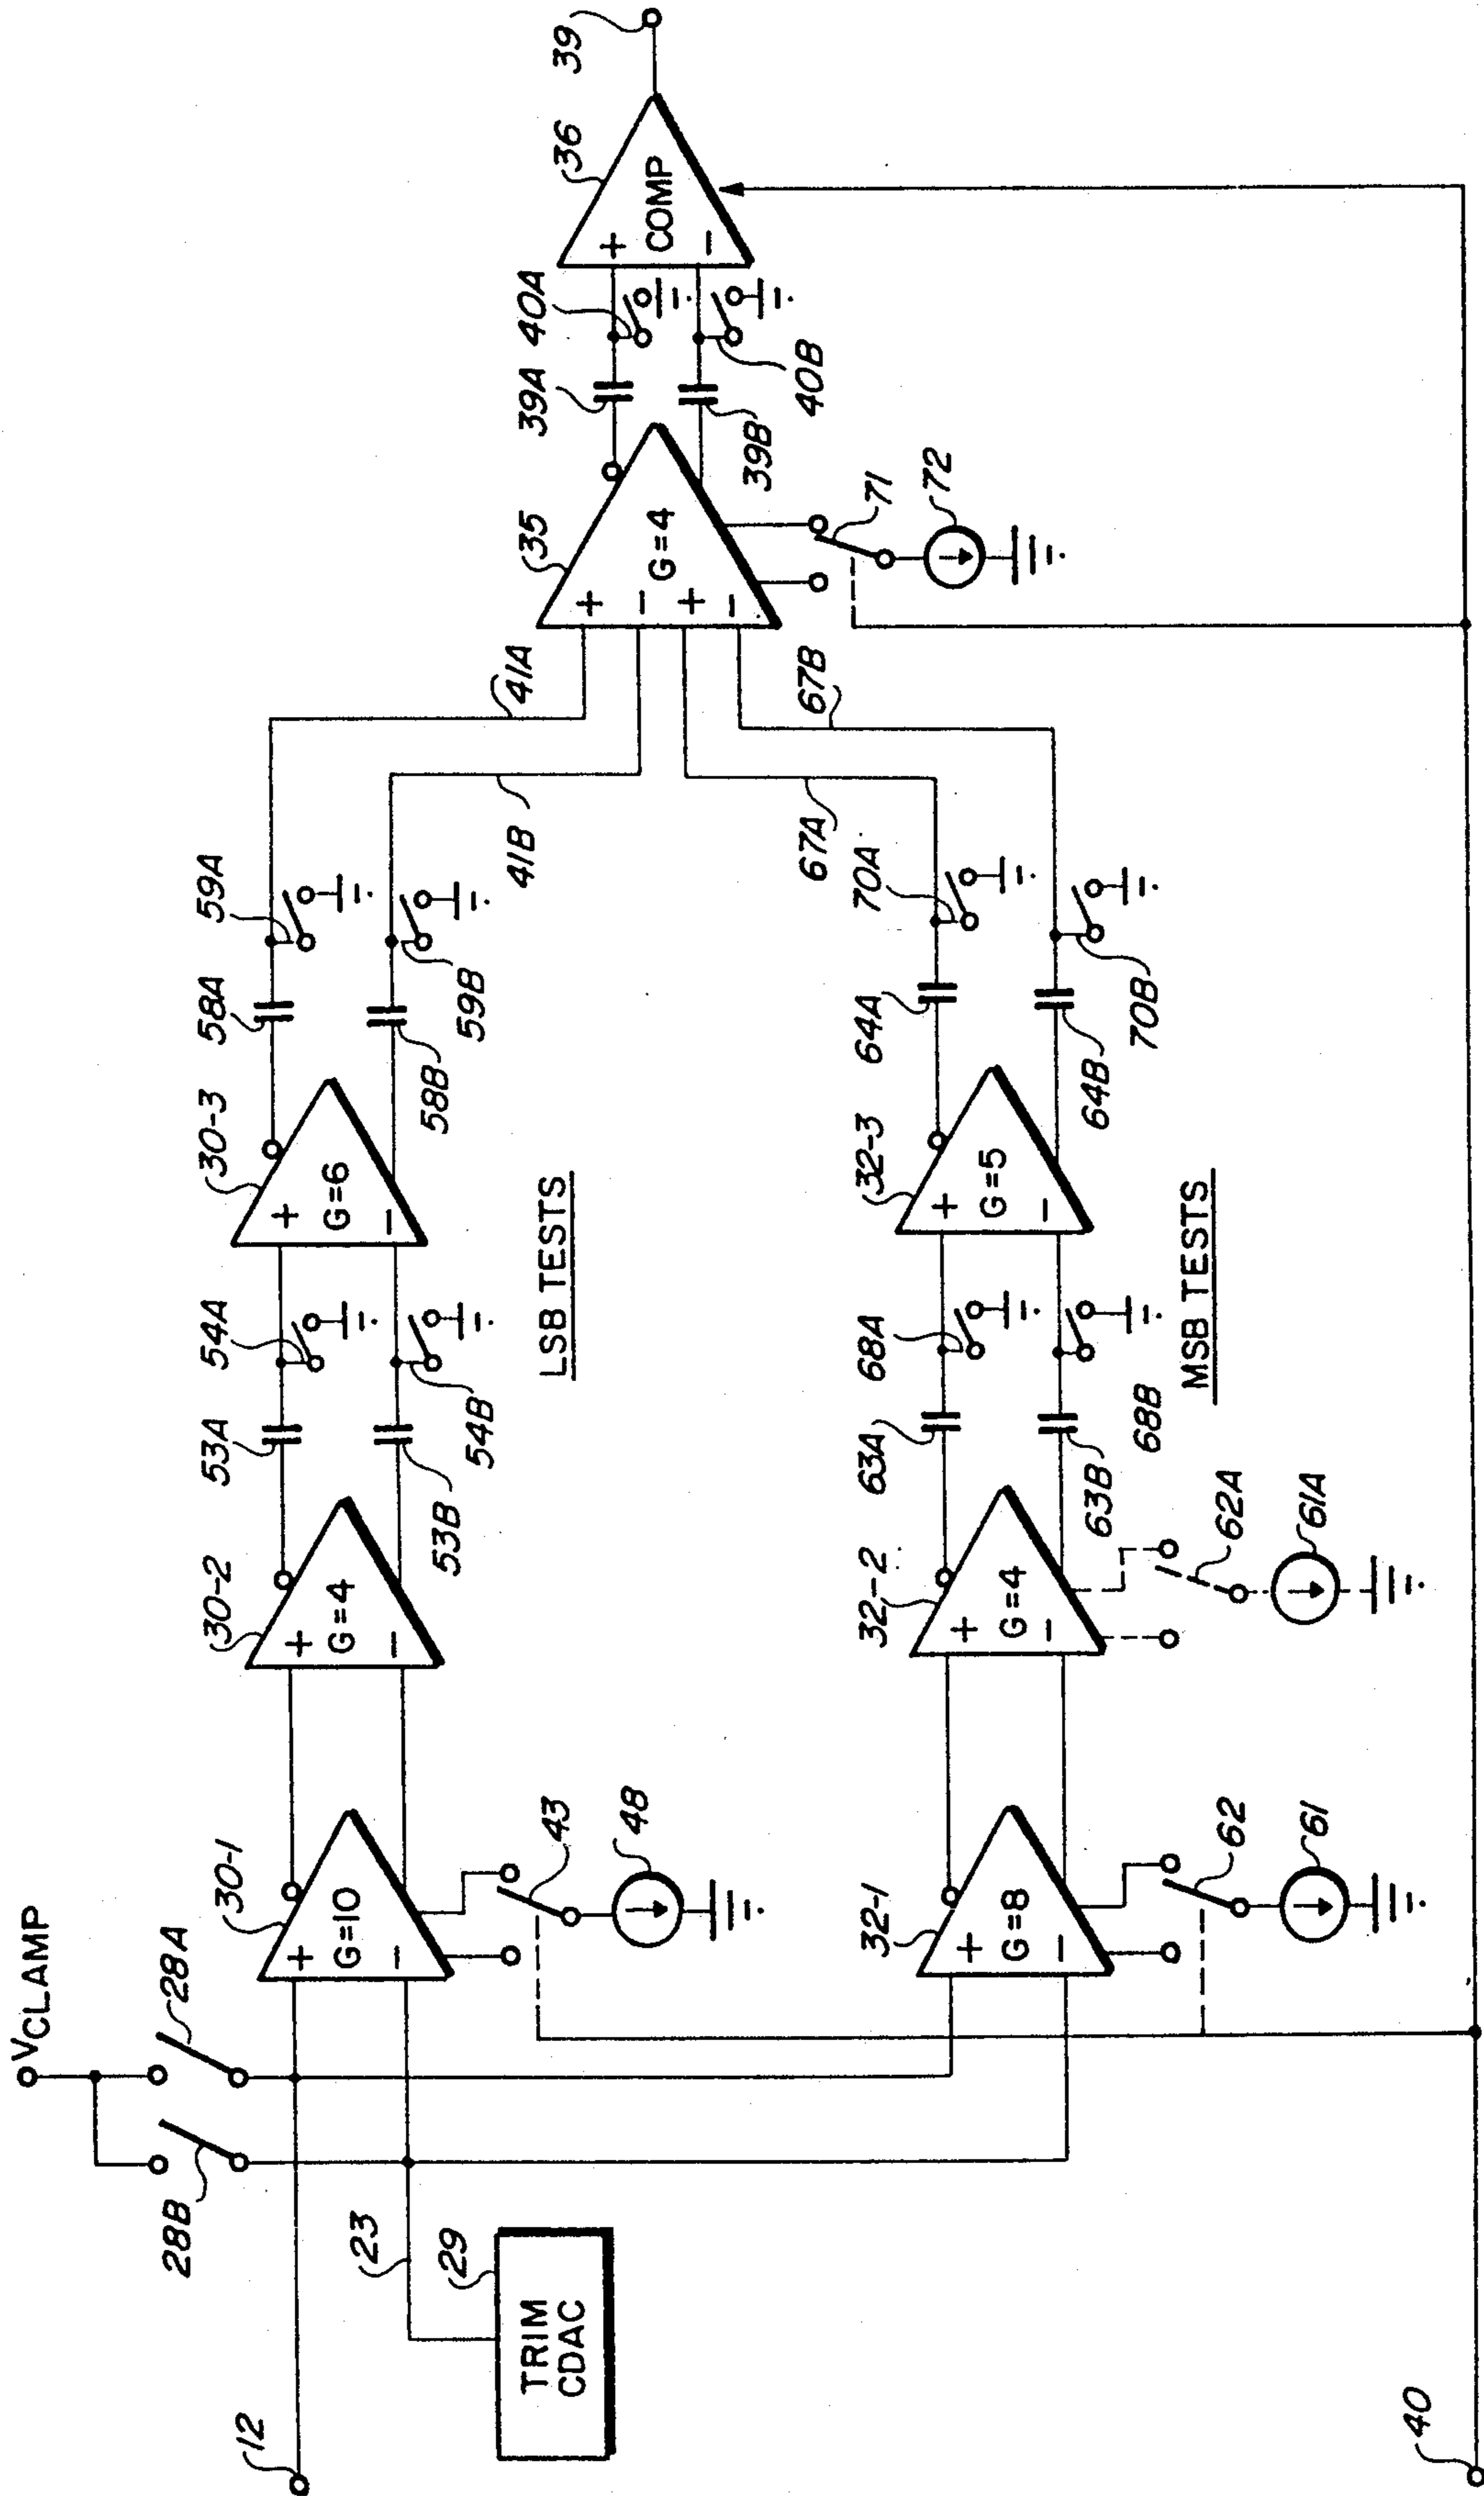 VCLAMP
28A
28B
12
23
29
TRIM
CDAC
40
30-1
+
G=10
−
43
48
30-2
+
G=4
−
53A
53B
54A
54B
30-3
+
G=6
−
58A
58B
59A
59B
41A
41B
LSB TESTS
32-1
+
G=8
−
62
61
32-2
+
G=4
−
62A
61A
63A
63B
68A
68B
32-3
+
G=5
−
64A
64B
70A
70B
67A
67B
MSB TESTS
35
+
−
+
−
G=4
71
72
39A
39B
40A
40B
36
+
COMP
−
39